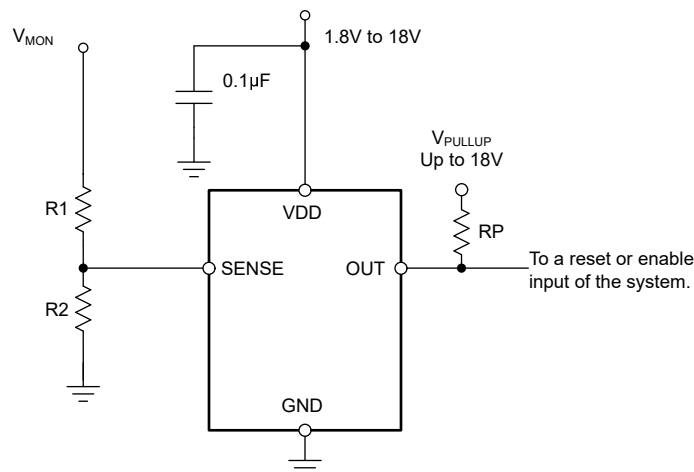 1.8V to 18V
VMON
0.1µF
VPULLUP
Up to 18V
R1
VDD
RP
SENSE
OUT
To a reset or enable
input of the system.
R2
GND